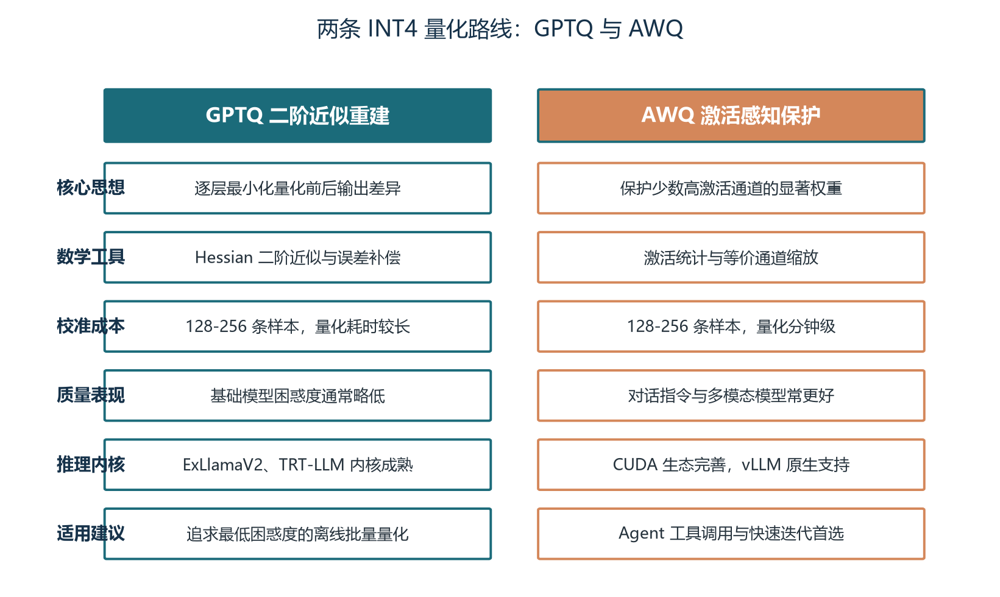 两条 INT4 量化路线：GPTQ 与 AWQ
GPTQ 二阶近似重建
AWQ 激活感知保护
核心思想
逐层最小化量化前后输出差异
保护少数高激活通道的显著权重
数学工具
Hessian 二阶近似与误差补偿
激活统计与等价通道缩放
校准成本
128-256 条样本，量化耗时较长
128-256 条样本，量化分钟级
质量表现
基础模型困惑度通常略低
对话指令与多模态模型常更好
推理内核
ExLlamaV2、TRT-LLM 内核成熟
CUDA 生态完善，vLLM 原生支持
适用建议
追求最低困惑度的离线批量量化
Agent 工具调用与快速迭代首选